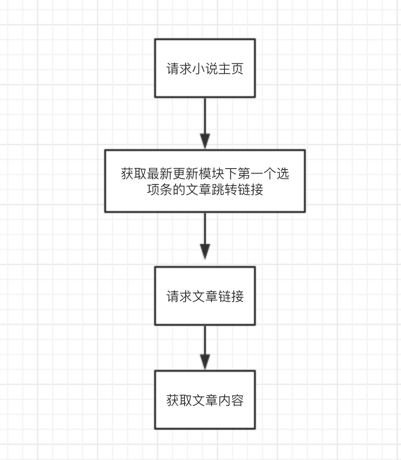 请求小说主页
获取最新更新模块下第一个选
项条的文章跳转链接
请求文章链接
获取文章内容